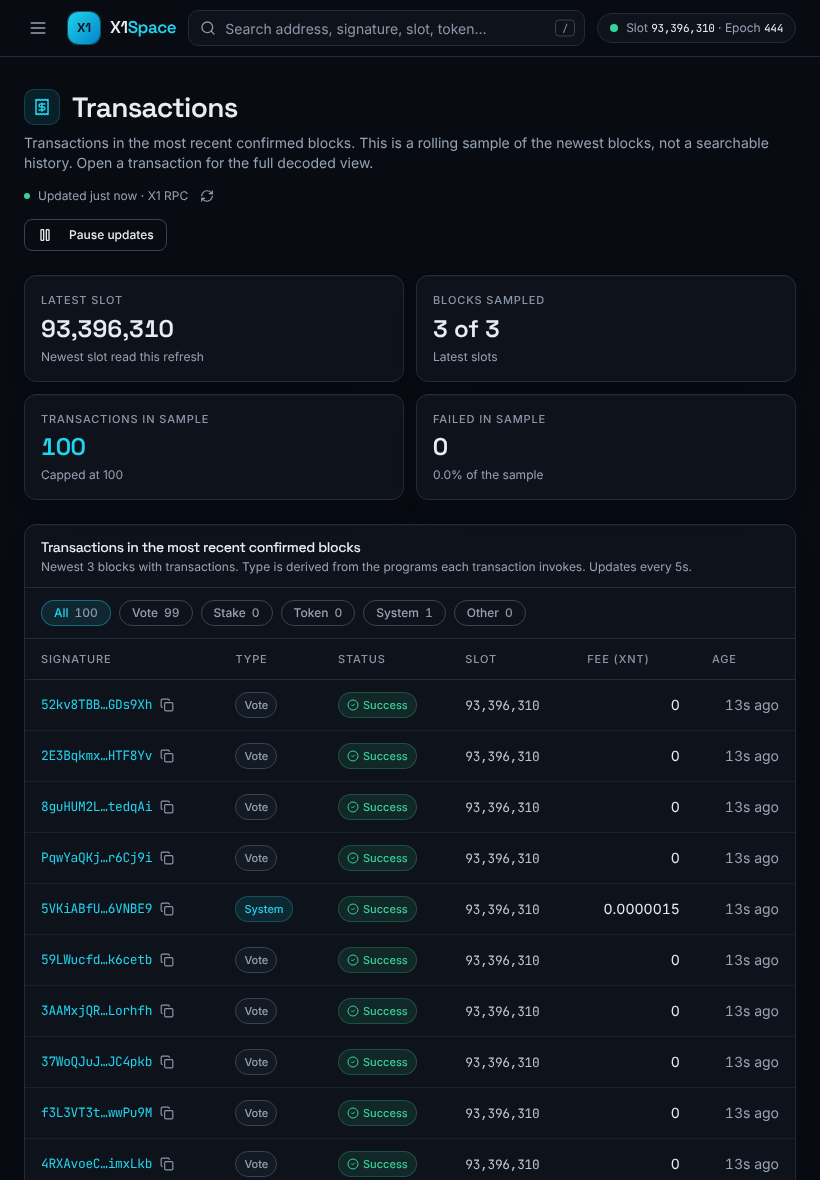 X1 X1Space Search address, signature, slot, token... / Slot 93,396,310 · Epoch 444
Transactions
Transactions in the most recent confirmed blocks. This is a rolling sample of the newest blocks, not a searchable
history. Open a transaction for the full decoded view.
Updated just now · X1 RPC
Pause updates
LATEST SLOT
93,396,310
Newest slot read this refresh
BLOCKS SAMPLED
3 of 3
Latest slots
TRANSACTIONS IN SAMPLE
100
Capped at 100
FAILED IN SAMPLE
0
0.0% of the sample
Transactions in the most recent confirmed blocks
Newest 3 blocks with transactions. Type is derived from the programs each transaction invokes. Updates every 5s.
All 100 Vote 99 Stake 0 Token 0 System 1 Other 0
SIGNATURE TYPE STATUS SLOT FEE (XNT) AGE
52kv8TBB…GDs9Xh Vote Success 93,396,310 0 13s ago
2E3Bqkmx…HTF8Yv Vote Success 93,396,310 0 13s ago
8guHUM2L…tedqAi Vote Success 93,396,310 0 13s ago
PqwYaQKj…r6Cj9i Vote Success 93,396,310 0 13s ago
5VKiABfU…6VNBE9 System Success 93,396,310 0.0000015 13s ago
59LWucfd…k6cetb Vote Success 93,396,310 0 13s ago
3AAMxjQR…Lorhfh Vote Success 93,396,310 0 13s ago
37WoQJuJ…JC4pkb Vote Success 93,396,310 0 13s ago
f3L3VT3t…wwPu9M Vote Success 93,396,310 0 13s ago
4RXAvoeC…imxLkb Vote Success 93,396,310 0 13s ago